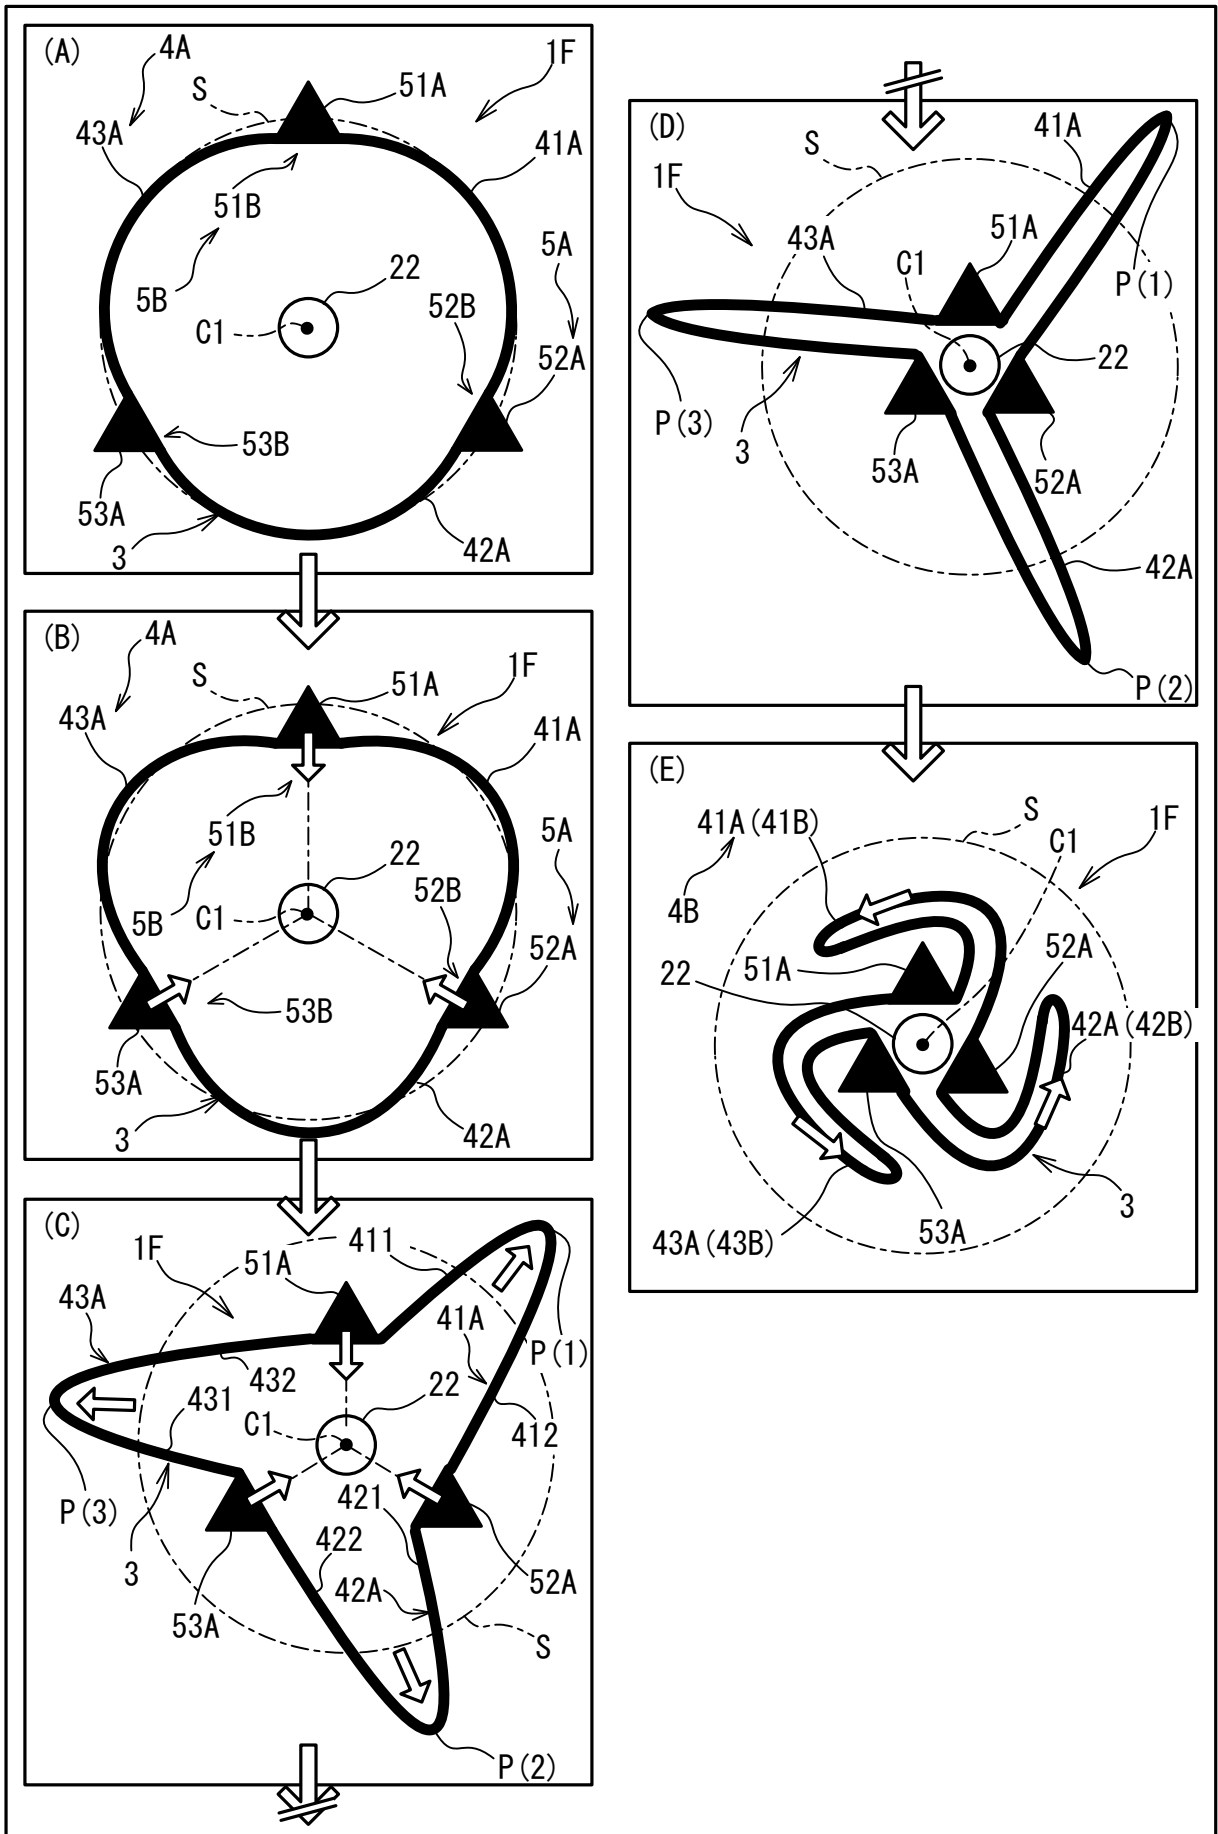 (A)
4A
1F
S
51A
43A
41A
51B
5A
22
5B
52B
C1
52A
53B
53A
3
42A
(B)
4A
1F
S
51A
43A
41A
51B
5A
22
52B
5B
C1
52A
53B
53A
3
42A
(C)
1F
411
51A
43A
41A
P(1)
432
22
431
C1
412
421
P(3)
422
3
52A
42A
53A
S
P(2)
(D)
S
41A
1F
51A
43A
C1
P(1)
22
P(3)
3
53A
52A
42A
P(2)
(E)
S
41A(41B)
1F
C1
4B
52A
51A
22
42A(42B)
3
53A
43A(43B)